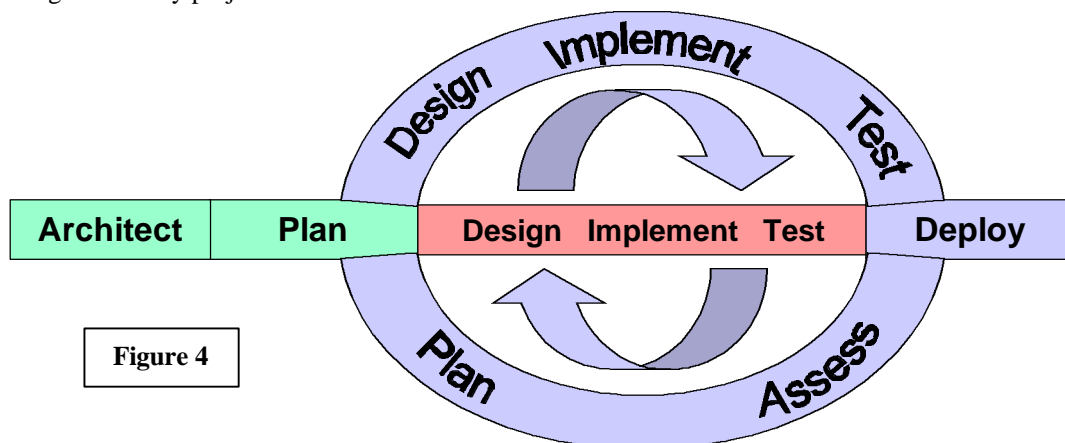 Design Implement Test
Architect Plan Design Implement Test Deploy
Figure 4
Plan Assess